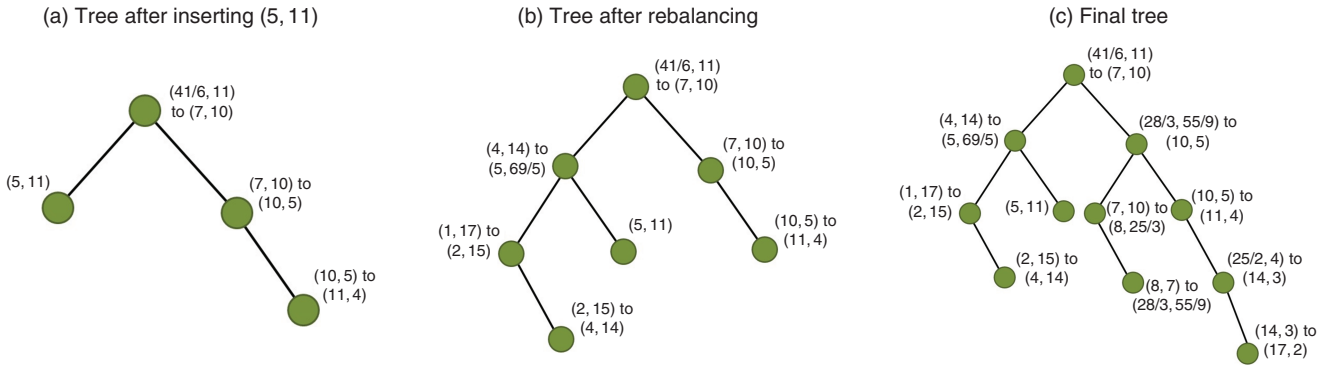 (a) Tree after inserting (5, 11)
(41/6, 11)
to (7, 10)
(5, 11)
(7, 10) to
(10, 5)
(10, 5) to
(11, 4)
(b) Tree after rebalancing
(41/6, 11)
to (7, 10)
(4, 14) to
(5, 69/5)
(7, 10) to
(10, 5)
(1, 17) to
(2, 15)
(5, 11)
(10, 5) to
(11, 4)
(2, 15) to
(4, 14)
(c) Final tree
(41/6, 11)
to (7, 10)
(4, 14) to
(5, 69/5)
(28/3, 55/9) to
(10, 5)
(1, 17) to
(2, 15)
(5, 11)
(7, 10) to
(8, 25/3)
(10, 5) to
(11, 4)
(2, 15) to
(4, 14)
(8, 7) to
(28/3, 55/9)
(25/2, 4) to
(14, 3)
(14, 3) to
(17, 2)